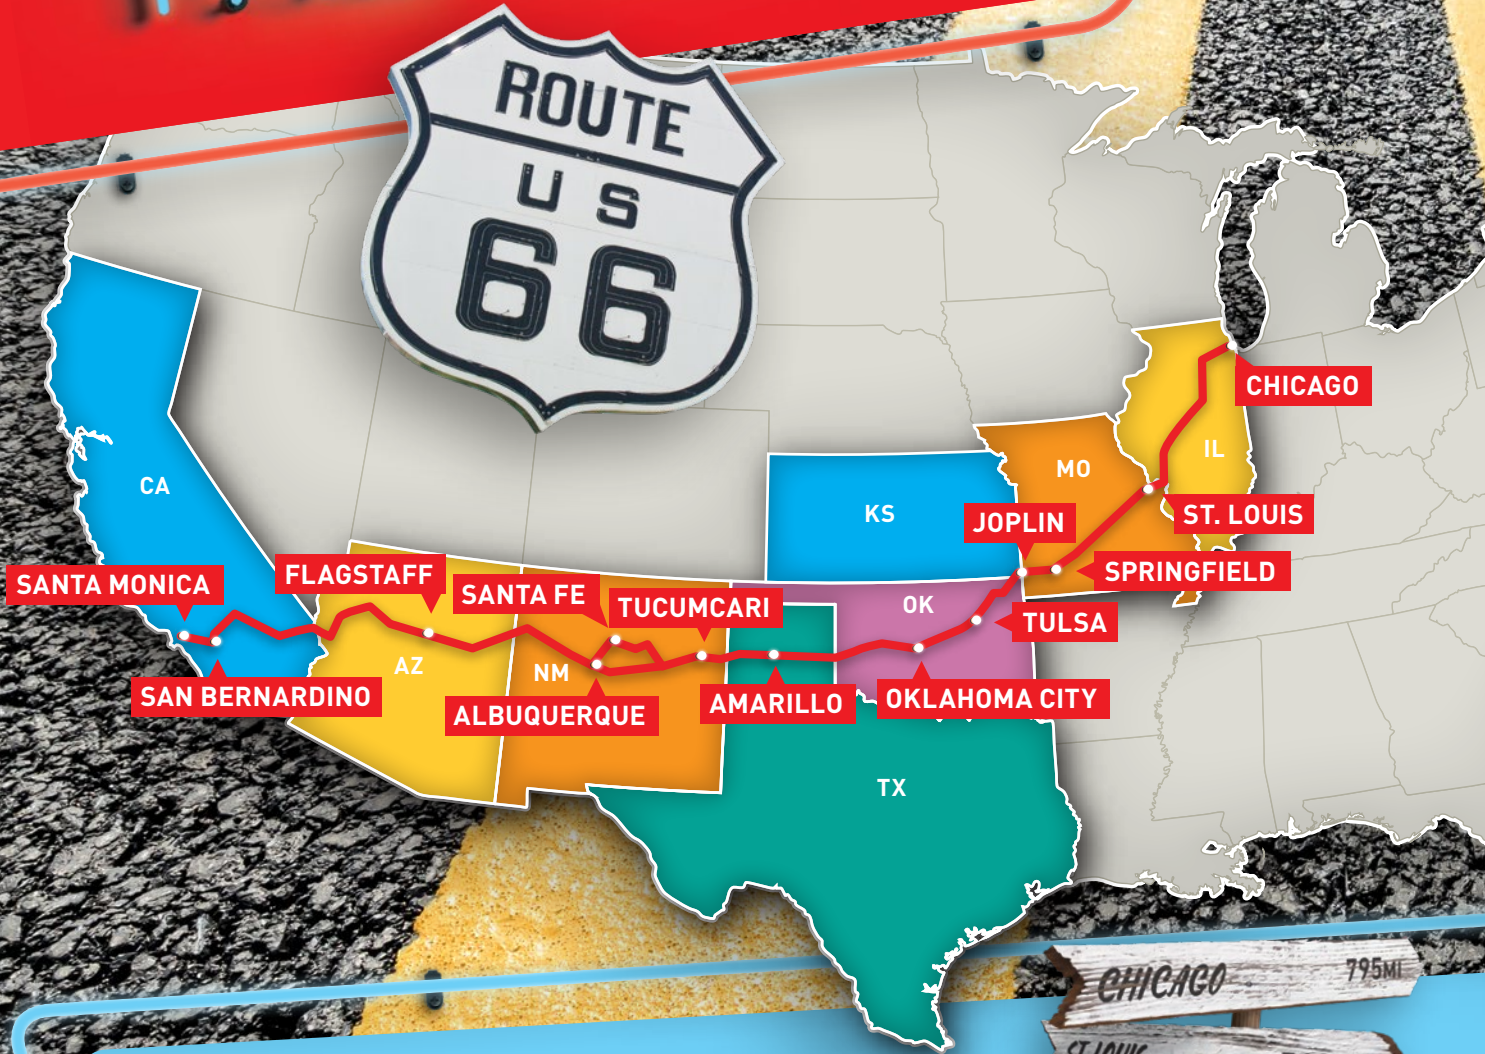 ROUTE
U S
66
CHICAGO
IL
MO
CA
KS
ST. LOUIS
JOPLIN
SPRINGFIELD
FLAGSTAFF
SANTA MONICA
SANTA FE
TUCUMCARI
OK
TULSA
AZ
NM
SAN BERNARDINO
ALBUQUERQUE
AMARILLO
OKLAHOMA CITY
TX
CHICAGO 795MI